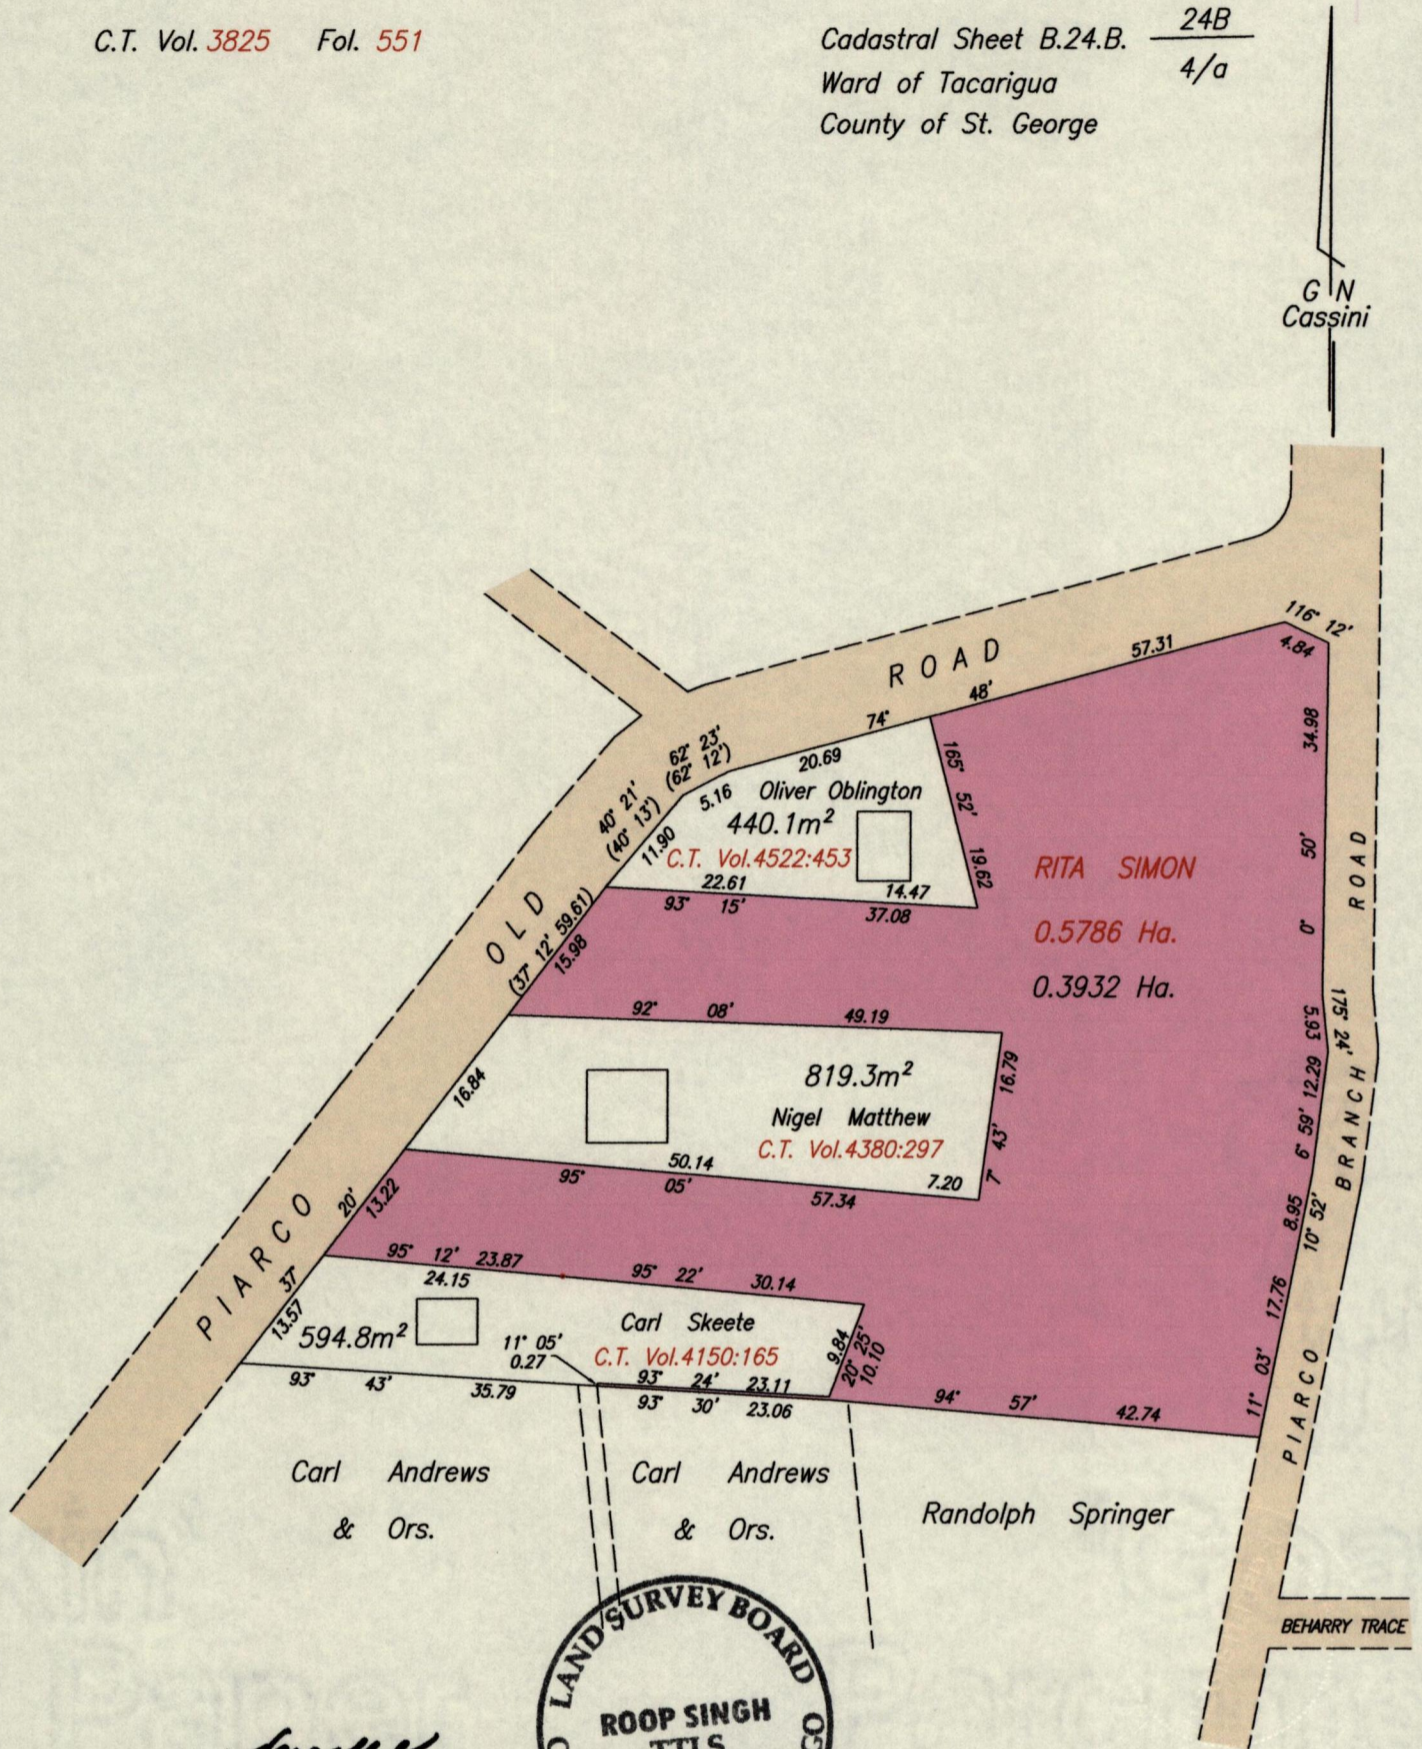 C.T. Vol. 3825 Fol. 551
Cadastral Sheet B.24.B. 24B
4/a
Ward of Tacarigua
County of St. George
G N
Cassini
116° 12'
4.84
ROAD
57.31
48'
74°
34.98
62° 23'
(62° 12')
20.69
165° 52' 19.62
5.16
Oliver Oblington
440.1m²
C.T. Vol.4522:453
40° 21'
(40° 13')
11.90
22.61
14.47
93° 15'
37.08
50'
0°
ROAD
RITA SIMON
0.5786 Ha.
0.3932 Ha.
OLD
(37° 12' 59.61)
15.98
92° 08' 49.19
5.93
175° 24'
16.84
819.3m²
Nigel Matthew
C.T. Vol.4380:297
16.79
7° 43'
12.29
6° 59'
BRANCH
50.14
7.20
95° 05' 57.34
20'
13.22
8.95
10° 52'
PIARCO
37°
95° 12' 23.87
95° 22' 30.14
24.15
13.57
594.8m²
Carl Skeete
C.T. Vol.4150:165
11° 05'
0.27
9.84
20° 25'
10.10
17.76
11° 03'
93° 24' 23.11
93° 43' 35.79
93° 30' 23.06
94° 57' 42.74
PIARCO
Carl Andrews
& Ors.
Carl Andrews
& Ors.
Randolph Springer
BEHARRY TRACE
LAND SURVEY BOARD
ROOP SINGH
TTLS